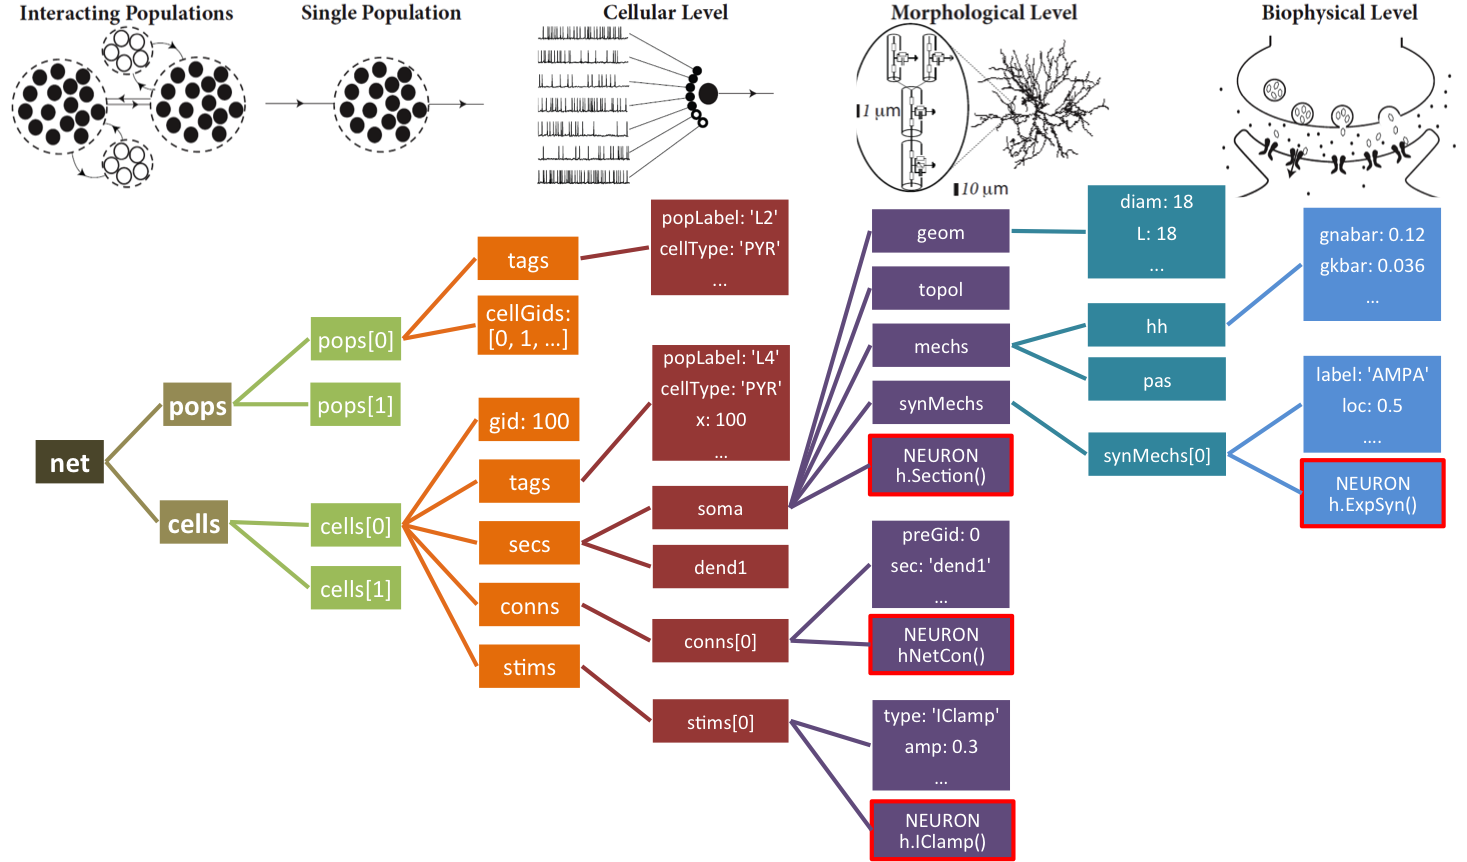 Interacting Populations
Single Population
Cellular Level
Morphological Level
Biophysical Level
1 μm
10 μm
net
pops
cells
pops[0]
pops[1]
cells[0]
cells[1]
tags
cellGids:
[0, 1, ...]
gid: 100
tags
secs
conns
stims
popLabel: 'L2'
cellType: 'PYR'
...
popLabel: 'L4'
cellType: 'PYR'
x: 100
...
soma
dend1
conns[0]
stims[0]
geom
topol
mechs
synMechs
NEURON
h.Section()
preGid: 0
sec: 'dend1'
...
NEURON
hNetCon()
type: 'IClamp'
amp: 0.3
...
NEURON
h.IClamp()
diam: 18
L: 18
...
hh
pas
synMechs[0]
gnabar: 0.12
gkbar: 0.036
...
label: 'AMPA'
loc: 0.5
....
NEURON
h.ExpSyn()